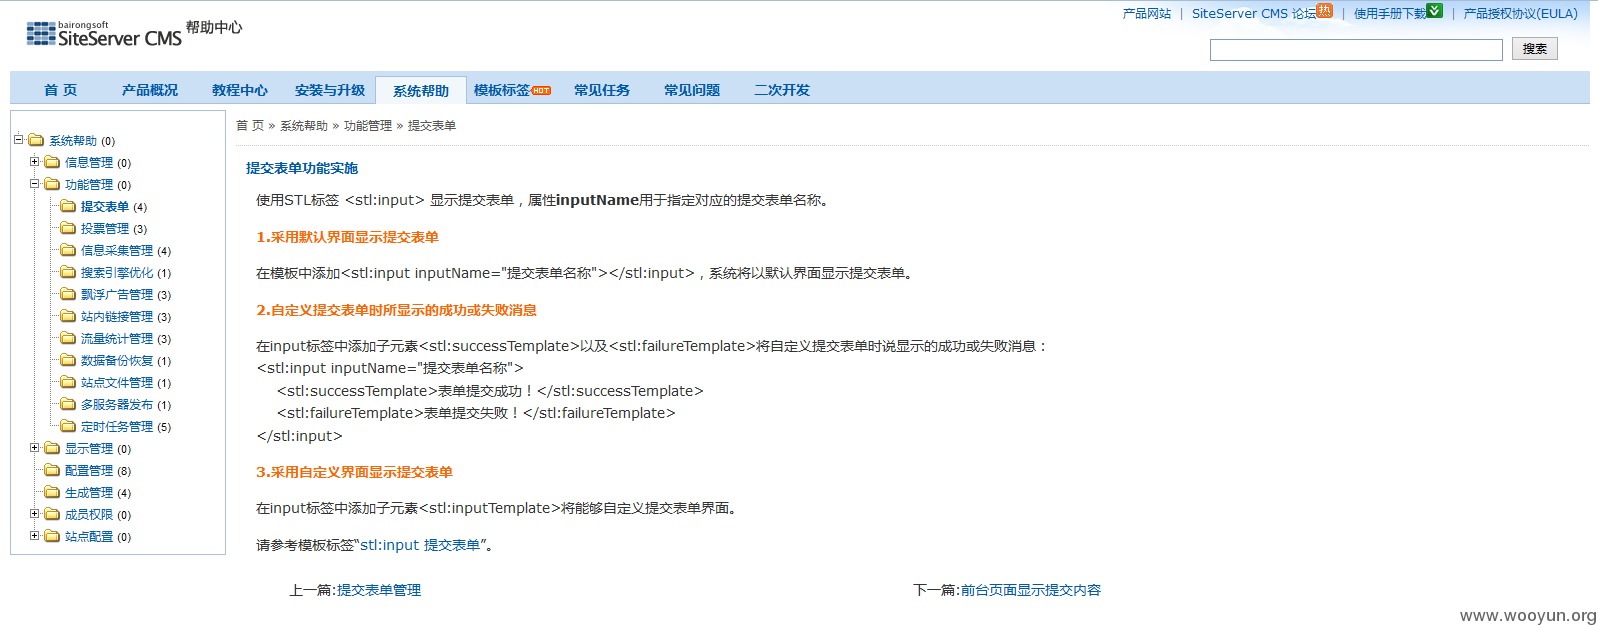 产品网站 | SiteServer CMS 论坛 热 | 使用手册下载 | 产品授权协议(EULA)
bairongsoft
SiteServer CMS 帮助中心
搜索
首 页 产品概况 教程中心 安装与升级 系统帮助 模板标签 HOT 常见任务 常见问题 二次开发
首 页 » 系统帮助 » 功能管理 » 提交表单
系统帮助 (0)
信息管理 (0)
功能管理 (0)
提交表单 (4)
投票管理 (3)
信息采集管理 (4)
搜索引擎优化 (1)
飘浮广告管理 (3)
站内链接管理 (3)
流量统计管理 (3)
数据备份恢复 (1)
站点文件管理 (1)
多服务器发布 (1)
定时任务管理 (5)
显示管理 (0)
配置管理 (8)
生成管理 (4)
成员权限 (0)
站点配置 (0)
提交表单功能实施
使用STL标签 <stl:input> 显示提交表单，属性inputName用于指定对应的提交表单名称。
1.采用默认界面显示提交表单
在模板中添加<stl:input inputName="提交表单名称"></stl:input>，系统将以默认界面显示提交表单。
2.自定义提交表单时所显示的成功或失败消息
在input标签中添加子元素<stl:successTemplate>以及<stl:failureTemplate>将自定义提交表单时说显示的成功或失败消息：
<stl:input inputName="提交表单名称">
<stl:successTemplate>表单提交成功！</stl:successTemplate>
<stl:failureTemplate>表单提交失败！</stl:failureTemplate>
</stl:input>
3.采用自定义界面显示提交表单
在input标签中添加子元素<stl:inputTemplate>将能够自定义提交表单界面。
请参考模板标签“stl:input 提交表单”。
上一篇:提交表单管理 下一篇:前台页面显示提交内容
www.wooyun.org